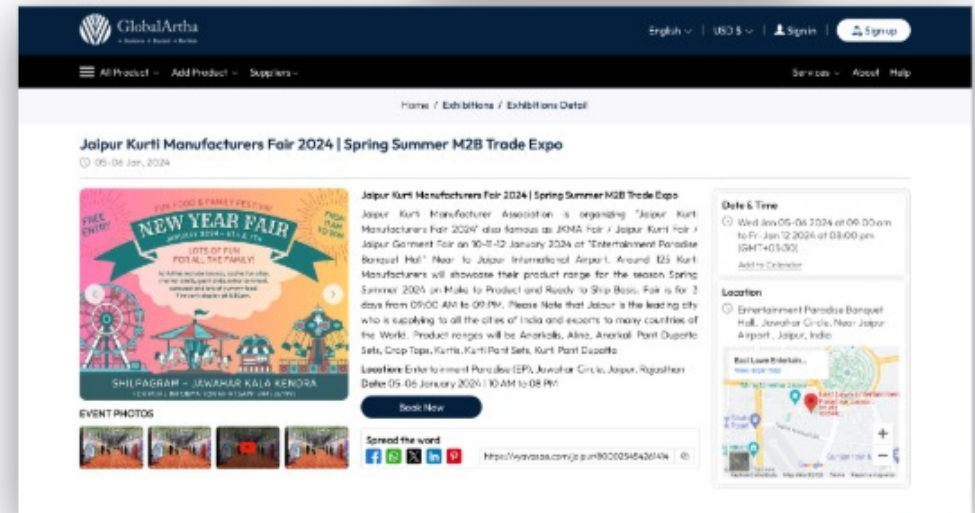 GlobalArtha
English
USD $
Sign in
Sign up
All Product
Add Product
Suppliers
Services
About
Help
Home / Exhibitions / Exhibitions Detail
Jaipur Kurti Manufacturers Fair 2024 | Spring Summer M2B Trade Expo
05-06 Jan, 2024
FUN FOOD & FAMILY FESTIVAL
FREE ENTRY
NEW YEAR FAIR
LOTS OF FUN
FOR ALL THE FAMILY!
SHILPAGRAM – JAWAHAR KALA KENDRA
EVENT PHOTOS
Jaipur Kurti Manufacturers Fair 2024 | Spring Summer M2B Trade Expo
Jaipur Kurti Manufacturer Association is organizing "Jaipur Kurti
Manufacturers Fair 2024" also famous as JKMA Fair / Jaipur Kurti Fair /
Jaipur Garment Fair on 10-11-12 January 2024 at "Entertainment Paradise
Banquet Hall" Near to Jaipur International Airport. Around 125 Kurti
Manufacturers will showcase their product range for the season Spring
Summer 2024 on Make to Product and Ready to Ship Basis. Fair is for 3
days from 09:00 AM to 09 PM. Please Note that Jaipur is the leading city
who is supplying to all the cities of India and exports to many countries of
the World. Product ranges will be Anarkalis, Aline, Anarkali Pant Dupatta
Sets, Crop Tops, Kurtis, Kurti Pant Sets, Kurti Pant Dupatta
Location: Entertainment Paradise (EP), Jawahar Circle, Jaipur, Rajasthan
Date: 05-06 January 2024 | 10 AM to 08 PM
Book Now
Spread the word
Date & Time
Wed Jan 05-06 2024 at 09:00 am
to Fri Jan 12 2024 at 03:00 pm
(GMT+05:30)
Add to Calendar
Location
Entertainment Paradise Banquet
Hall, Jawahar Circle, Near Jaipur
Airport, Jaipur, India
View larger map
Google